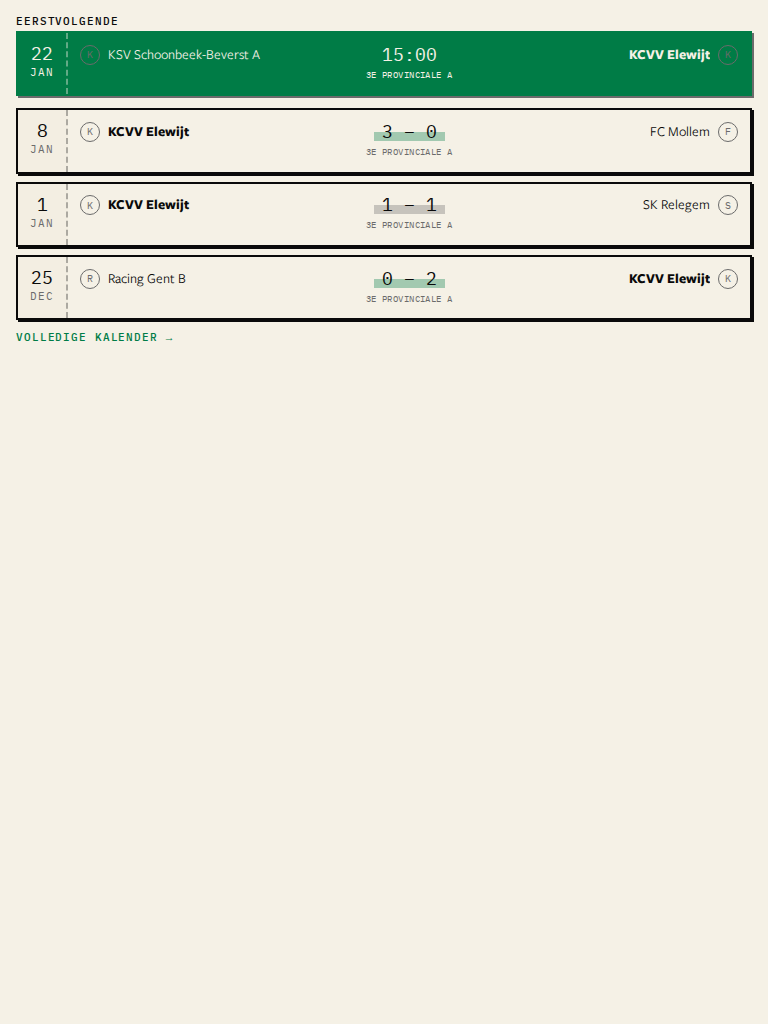 EERSTVOLGENDE
22 JAN K KSV Schoonbeek-Beverst A 15:00 3E PROVINCIALE A KCVV Elewijt K
8 JAN K KCVV Elewijt 3 – 0 3E PROVINCIALE A FC Mollem F
1 JAN K KCVV Elewijt 1 – 1 3E PROVINCIALE A SK Relegem S
25 DEC R Racing Gent B 0 – 2 3E PROVINCIALE A KCVV Elewijt K
VOLLEDIGE KALENDER →